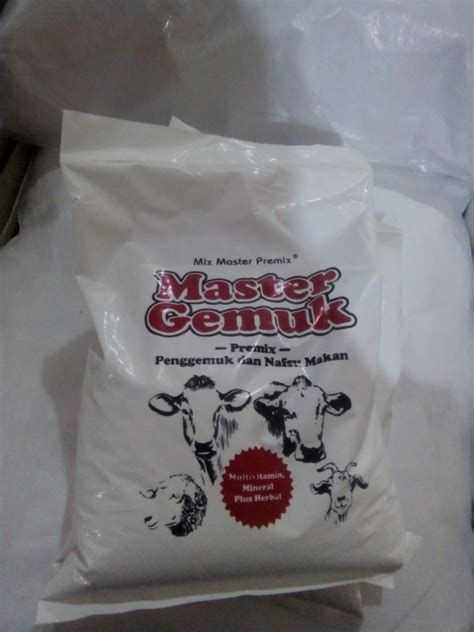 Mix Master Premix®
Master
Gemuk
— Premix —
Penggemuk dan Nafsu Makan
Multivitamin,
Mineral
Plus Herbal